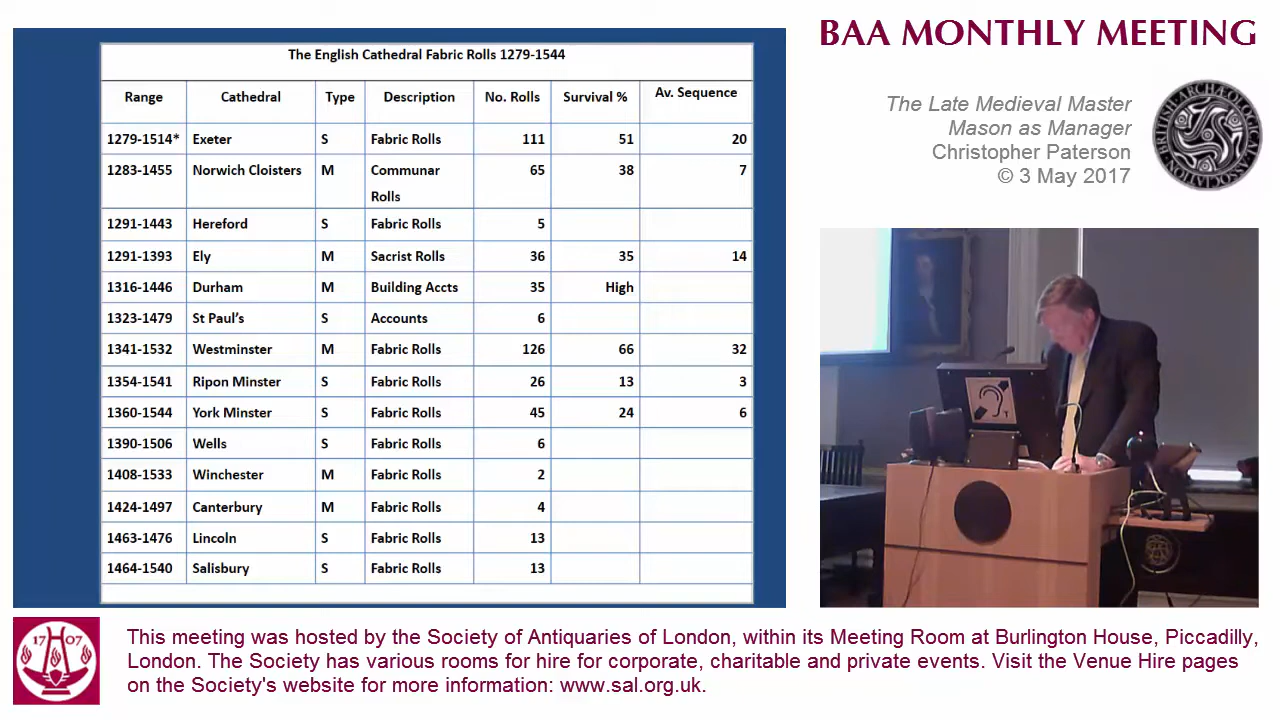 The English Cathedral Fabric Rolls 1279-1544
Range Cathedral Type Description No. Rolls Survival % Av. Sequence
1279-1514* Exeter S Fabric Rolls 111 51 20
1283-1455 Norwich Cloisters M Communar Rolls 65 38 7
1291-1443 Hereford S Fabric Rolls 5
1291-1393 Ely M Sacrist Rolls 36 35 14
1316-1446 Durham M Building Accts 35 High
1323-1479 St Paul's S Accounts 6
1341-1532 Westminster M Fabric Rolls 126 66 32
1354-1541 Ripon Minster S Fabric Rolls 26 13 3
1360-1544 York Minster S Fabric Rolls 45 24 6
1390-1506 Wells S Fabric Rolls 6
1408-1533 Winchester M Fabric Rolls 2
1424-1497 Canterbury M Fabric Rolls 4
1463-1476 Lincoln S Fabric Rolls 13
1464-1540 Salisbury S Fabric Rolls 13
BAA MONTHLY MEETING
The Late Medieval Master
Mason as Manager
Christopher Paterson
© 3 May 2017
BRITISH·ARCHÆOLOGICAL·ASSOCIATION
T
17 07
This meeting was hosted by the Society of Antiquaries of London, within its Meeting Room at Burlington House, Piccadilly,
London. The Society has various rooms for hire for corporate, charitable and private events. Visit the Venue Hire pages
on the Society's website for more information: www.sal.org.uk.